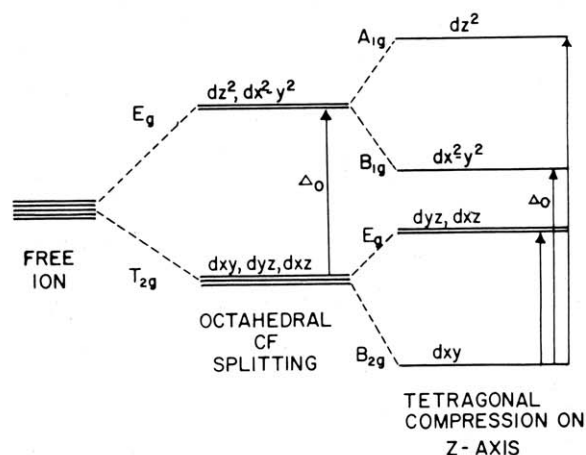 A₁g
dz²
dz², dx²-y²
Eg
B₁g
dx²-y²
Δo
Δo
Eg
dyz, dxz
FREE
ION
T₂g
dxy, dyz, dxz
OCTAHEDRAL
CF
SPLITTING
B₂g
dxy
TETRAGONAL
COMPRESSION ON
Z-AXIS